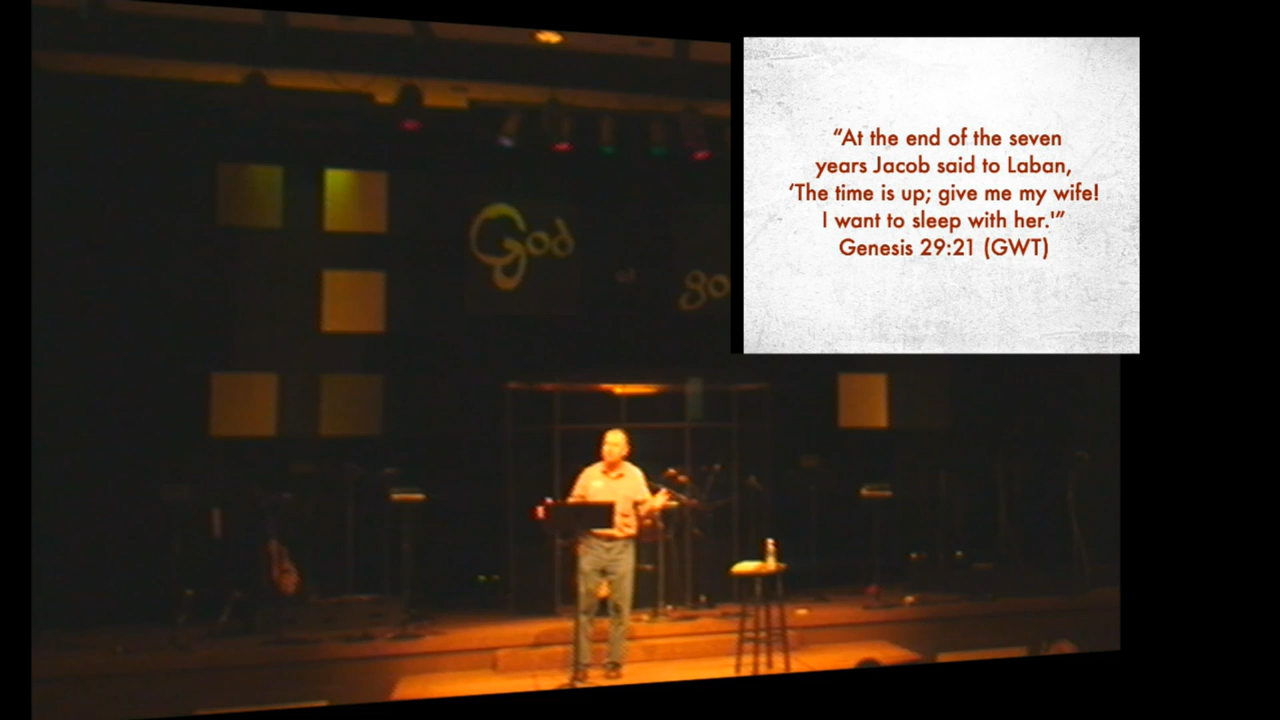 God
go
“At the end of the seven
years Jacob said to Laban,
‘The time is up; give me my wife!
I want to sleep with her.'”
Genesis 29:21 (GWT)